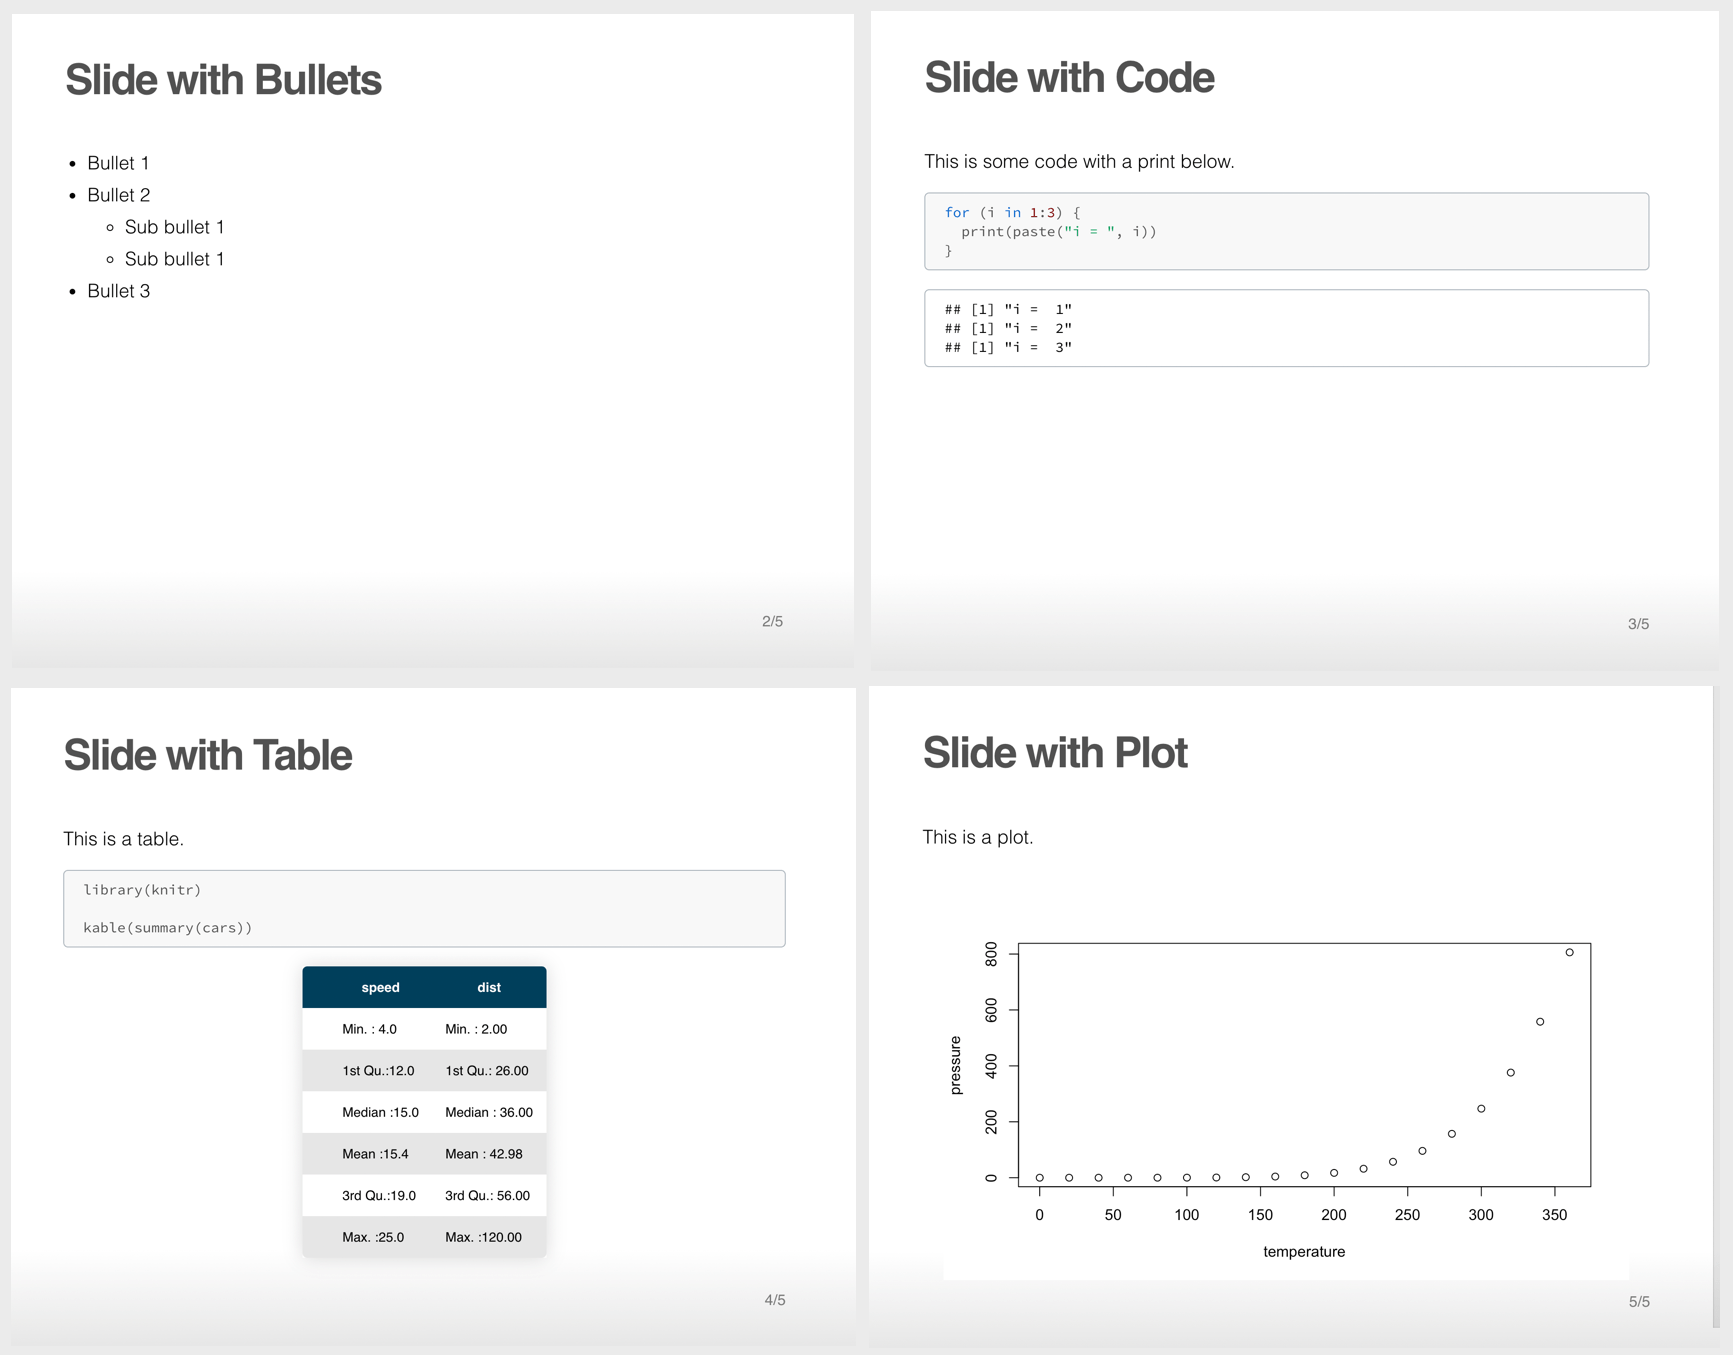 Slide with Bullets
• Bullet 1
• Bullet 2
◦ Sub bullet 1
◦ Sub bullet 1
• Bullet 3
2/5
Slide with Code
This is some code with a print below.
for (i in 1:3) {
  print(paste("i = ", i))
}
## [1] "i =  1"
## [1] "i =  2"
## [1] "i =  3"
3/5
Slide with Table
This is a table.
library(knitr)
kable(summary(cars))
speed dist
Min. : 4.0 Min. : 2.00
1st Qu.:12.0 1st Qu.: 26.00
Median :15.0 Median : 36.00
Mean :15.4 Mean : 42.98
3rd Qu.:19.0 3rd Qu.: 56.00
Max. :25.0 Max. :120.00
4/5
Slide with Plot
This is a plot.
pressure
800
600
400
200
0
0 50 100 150 200 250 300 350
temperature
5/5